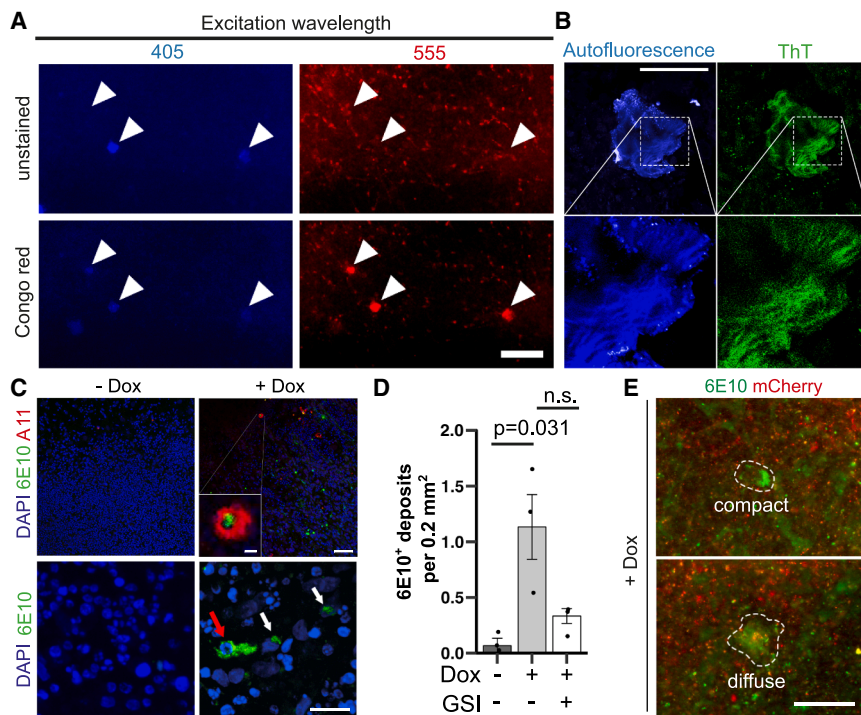 A
Excitation wavelength
405 555
unstained
Congo red
B
Autofluorescence ThT
C
- Dox + Dox
DAPI 6E10 A11
DAPI 6E10
D
n.s.
p=0.031
6E10+ deposits
per 0.2 mm²
2.0
1.5
1.0
0.5
0.0
Dox - + +
GSI - - +
E
6E10 mCherry
+ Dox
compact
diffuse